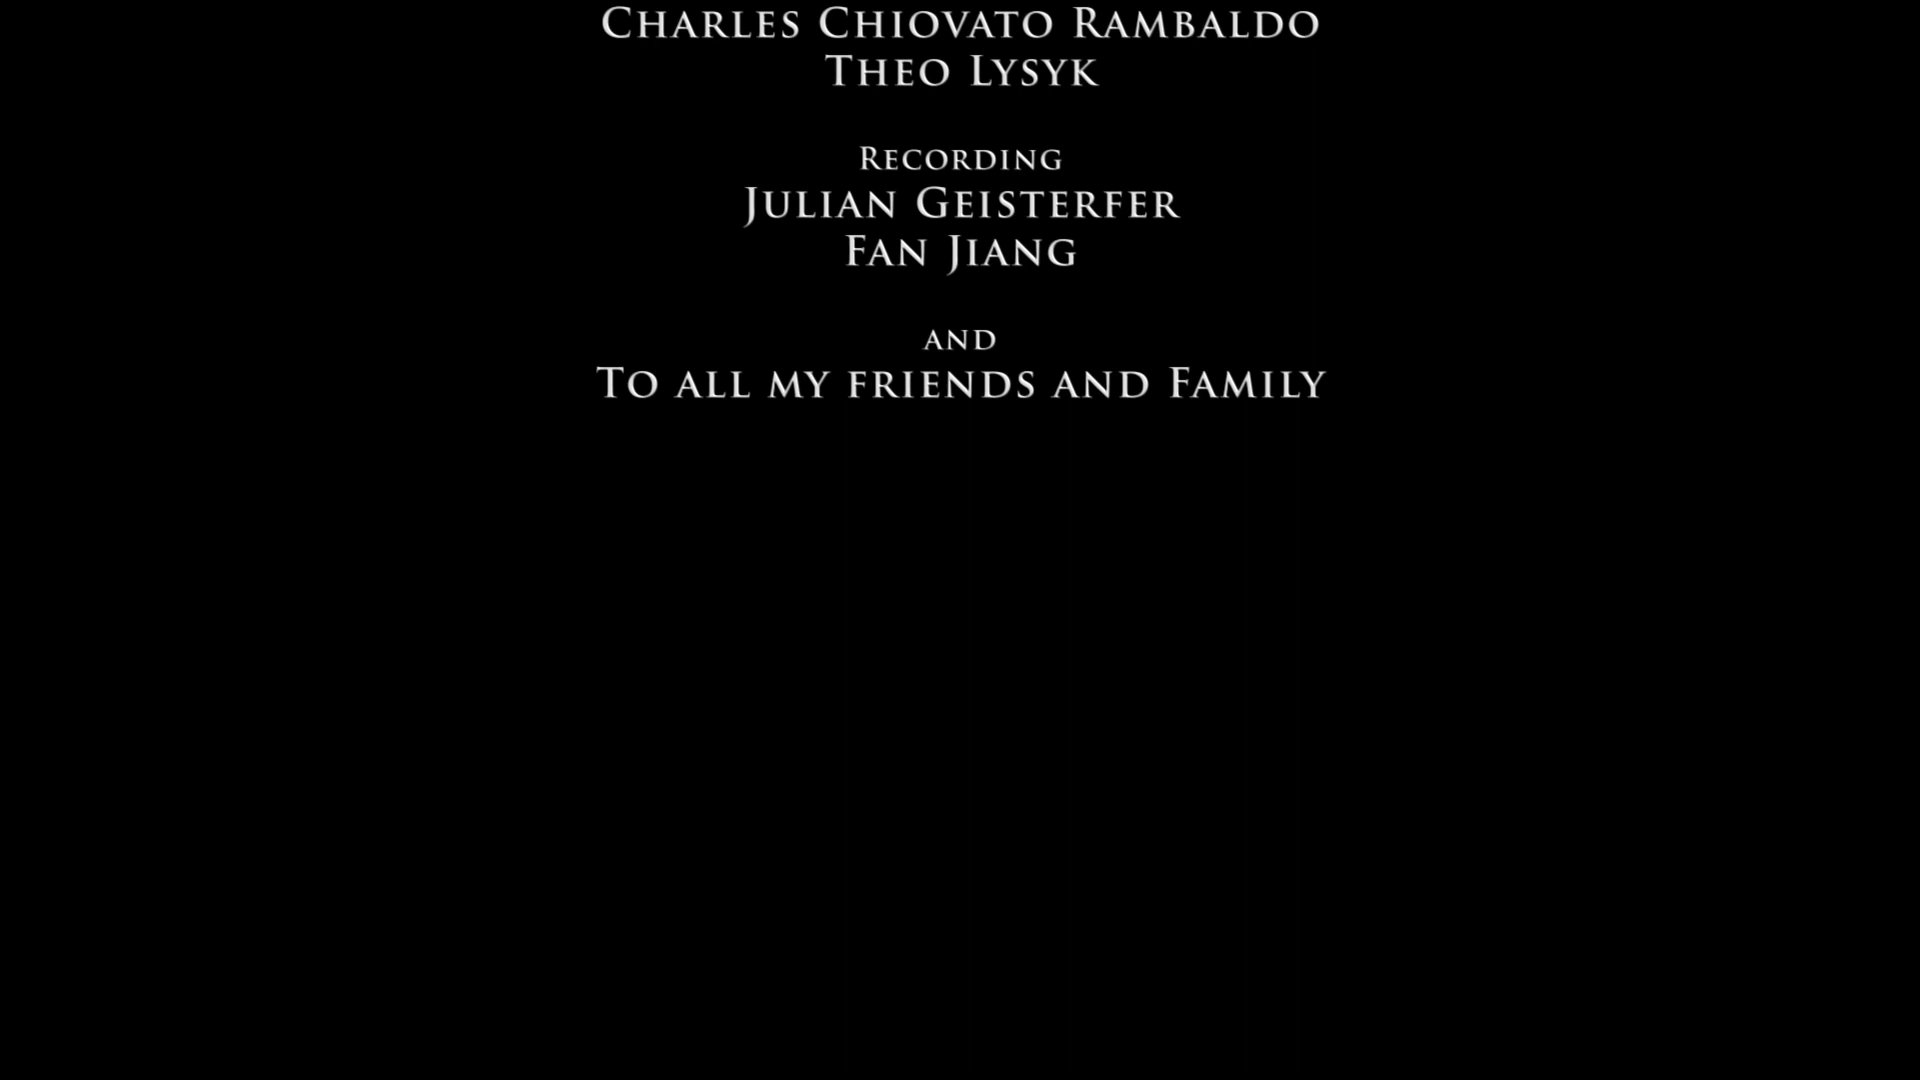 Charles Chiovato Rambaldo
Theo Lysyk
Recording
Julian Geisterfer
Fan Jiang
and
To all my friends and Family